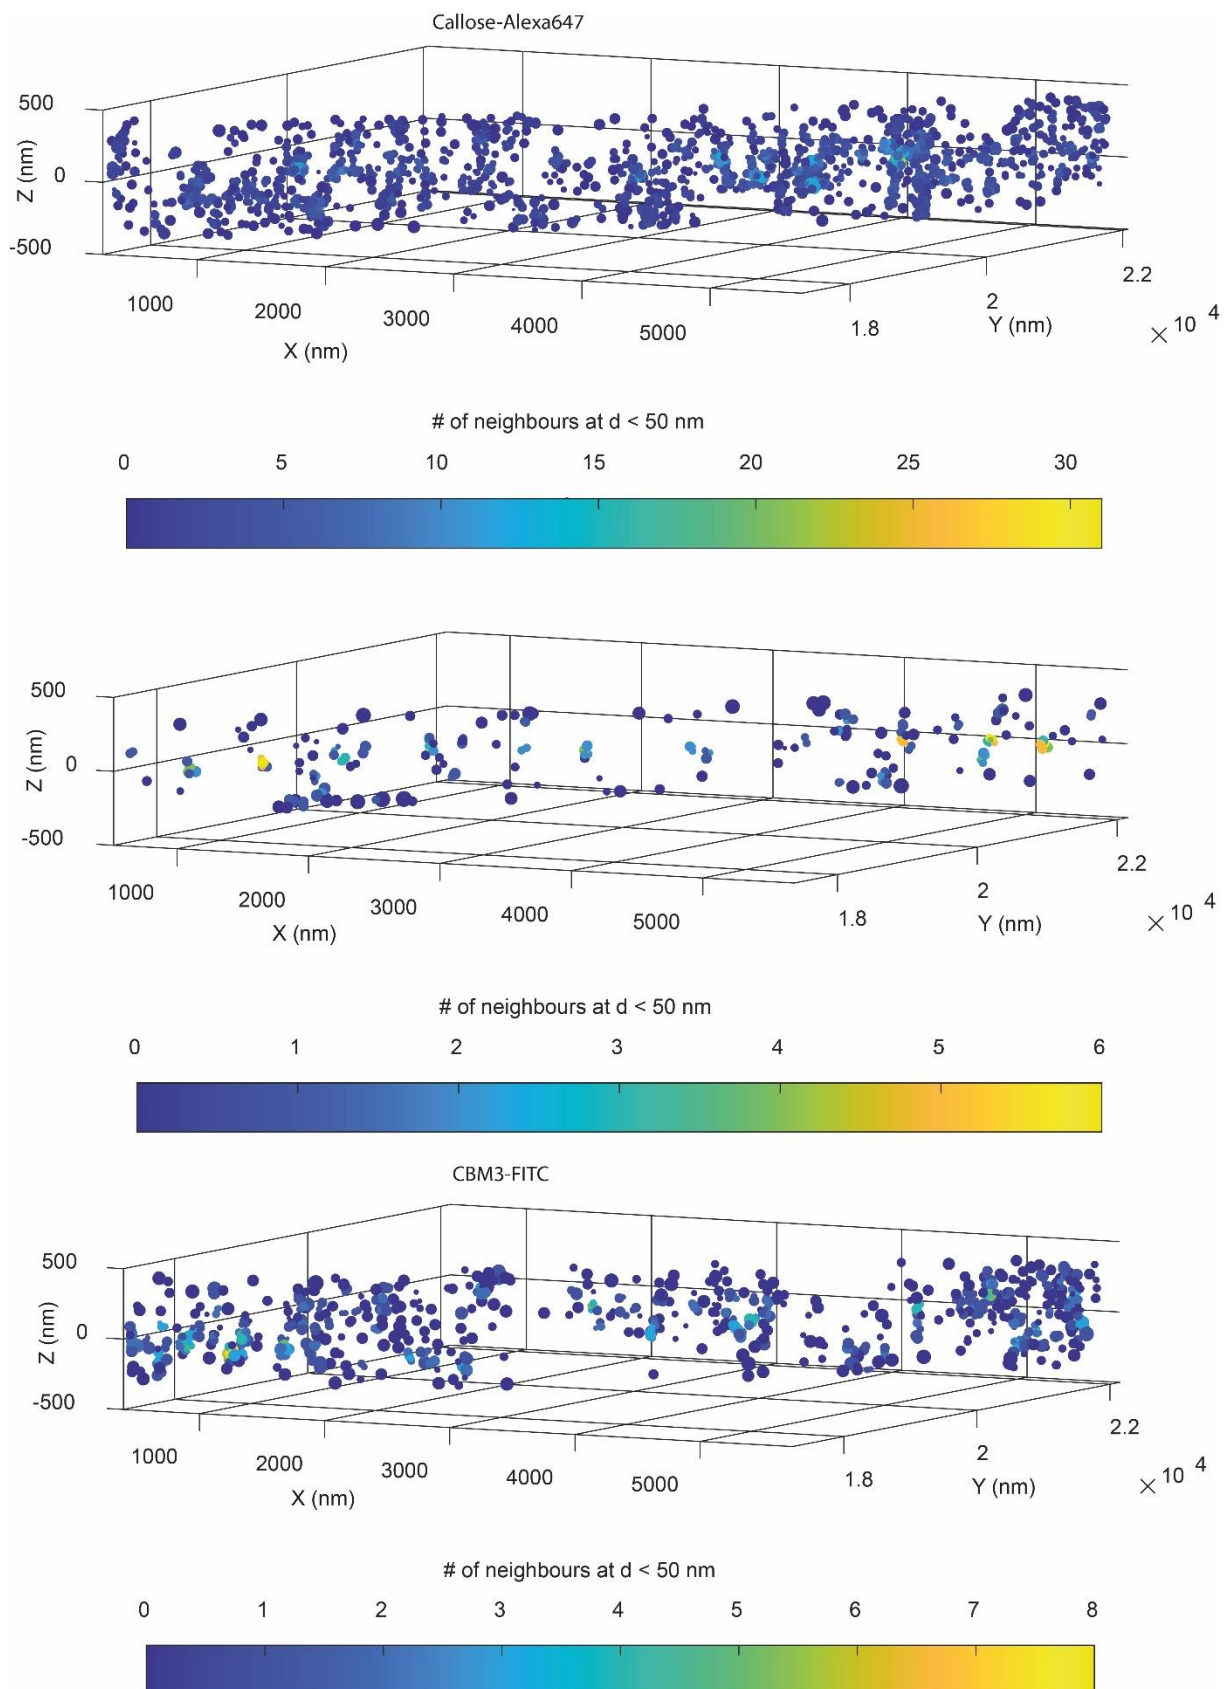 Callose-Alexa647
500
0
-500
Z (nm)
1000
2000
3000
4000
5000
X (nm)
1.8
2
2.2
Y (nm)
× 10 4
# of neighbours at d < 50 nm
0 5 10 15 20 25 30
500
0
-500
Z (nm)
1000
2000
3000
4000
5000
X (nm)
1.8
2
2.2
Y (nm)
× 10 4
# of neighbours at d < 50 nm
0 1 2 3 4 5 6
CBM3-FITC
500
0
-500
Z (nm)
1000
2000
3000
4000
5000
X (nm)
1.8
2
2.2
Y (nm)
× 10 4
# of neighbours at d < 50 nm
0 1 2 3 4 5 6 7 8